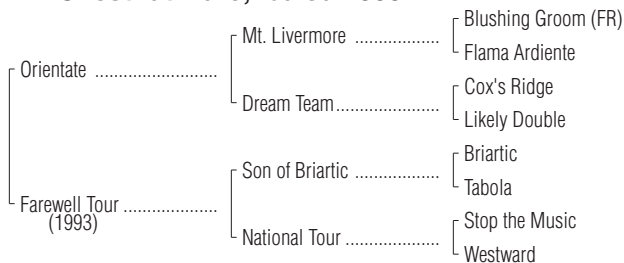 Blushing Groom (FR)
Mt. Livermore ...................
Flama Ardiente
Orientate ...........................
Cox's Ridge
Dream Team.......................
Likely Double
Briartic
Son of Briartic ..................
Tabola
Farewell Tour .....................
(1993)
Stop the Music
National Tour .....................
Westward